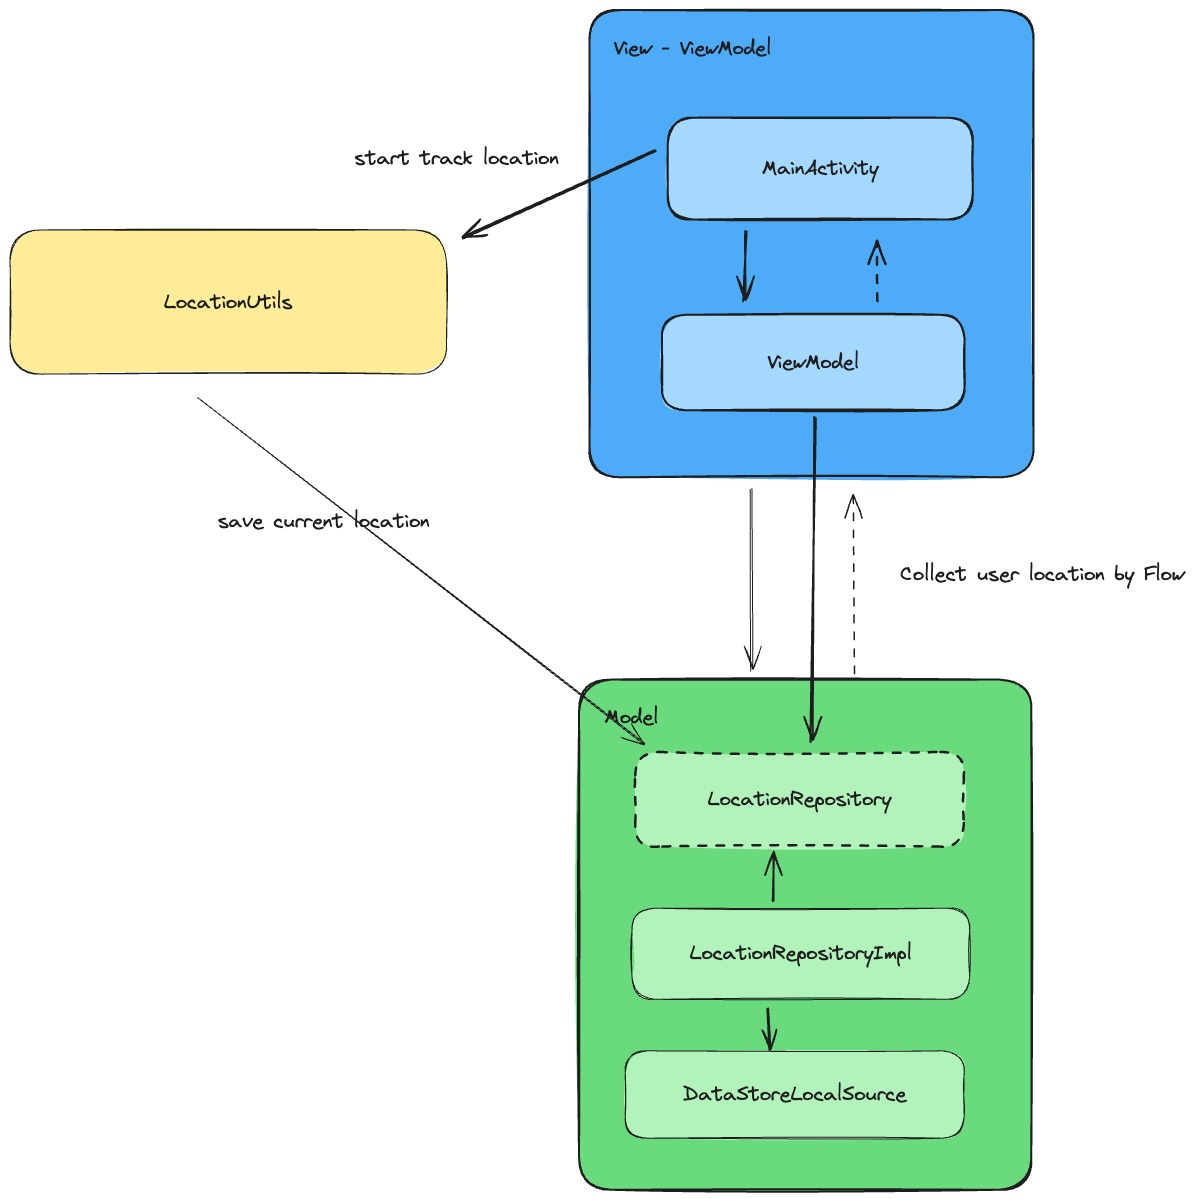 View - ViewModel
start track location
MainActivity
LocationUtils
ViewModel
save current location
Collect user location by Flow
Model
LocationRepository
LocationRepositoryImpl
DataStoreLocalSource